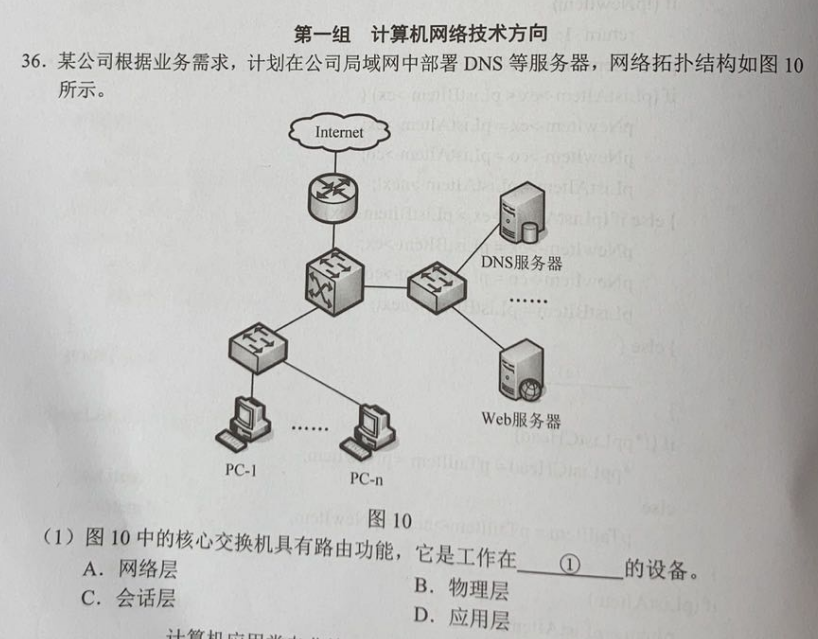 第一组 计算机网络技术方向
36. 某公司根据业务需求，计划在公司局域网中部署 DNS 等服务器，网络拓扑结构如图 10
所示。
Internet
DNS服务器
……
Web服务器
……
PC-1
PC-n
图 10
（1）图 10 中的核心交换机具有路由功能，它是工作在 ① 的设备。
A. 网络层
B. 物理层
C. 会话层
D. 应用层